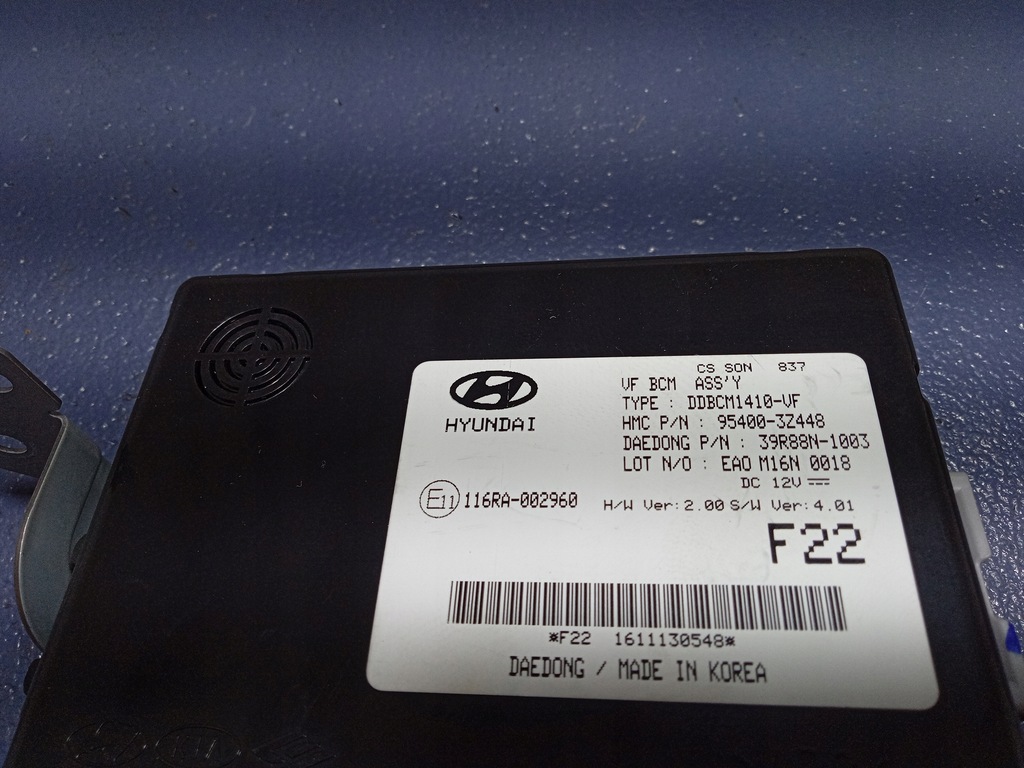 CS SON 837
HYUNDAI
VF BCM ASS'Y
TYPE : DDBCM1410-VF
HMC P/N : 95400-3Z448
DAEDONG P/N : 39R88N-1003
LOT N/O : EAO M16N 0018
DC 12V
E11 116RA-002960
H/W Ver:2.00 S/W Ver:4.01
F22
*F22 1611130548*
DAEDONG / MADE IN KOREA